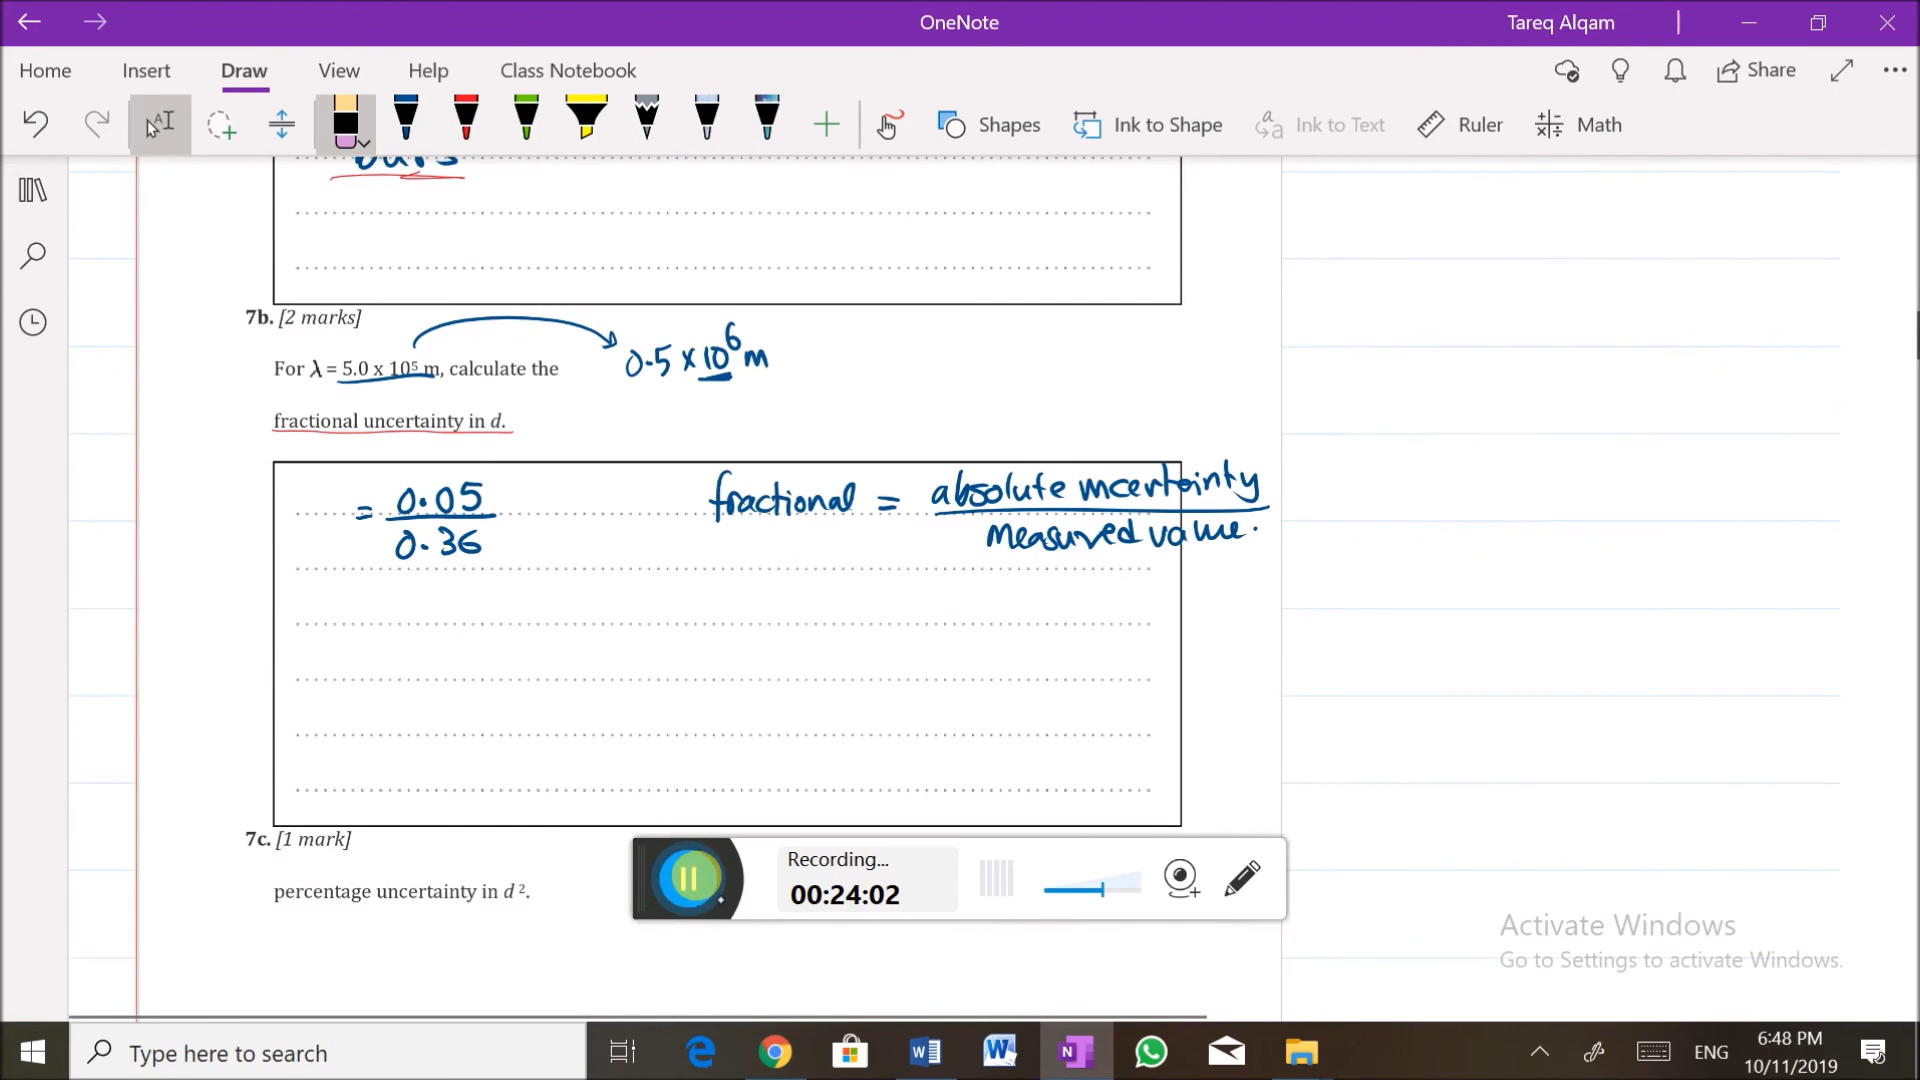 OneNote
Tareq Alqam
Home Insert Draw View Help Class Notebook
Share
Shapes Ink to Shape Ink to Text Ruler Math
bars
7b. [2 marks]
For λ = 5.0 x 10⁵ m, calculate the
0.5 × 10⁶ m
fractional uncertainty in d.
= 0.05
0.36
fractional = absolute uncertainty
measured value.
7c. [1 mark]
percentage uncertainty in d ².
Recording...
00:24:02
Activate Windows
Go to Settings to activate Windows.
Type here to search
ENG
6:48 PM
10/11/2019